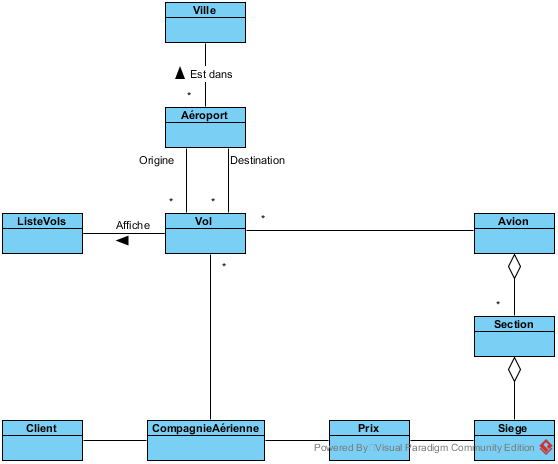 Ville
Est dans
*
Aéroport
Origine
Destination
*
*
ListeVols
Affiche
Vol
*
Avion
*
*
Section
Client
CompagnieAérienne
Prix
Siege
Powered By Visual Paradigm Community Edition